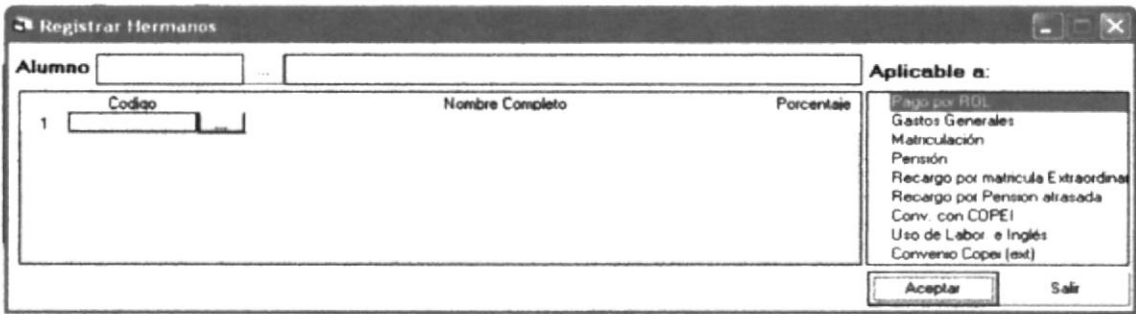 Registrar Hermanos
Alumno ...
Aplicable a:
Codigo Nombre Completo Porcentaje
1 ...
Pago por ROL
Gastos Generales
Matriculación
Pensión
Recargo por matricula Extraordinar
Recargo por Pension atrasada
Conv. con COPEI
Uso de Labor e Inglés
Convenio Copei (ext)
Aceptar Salir